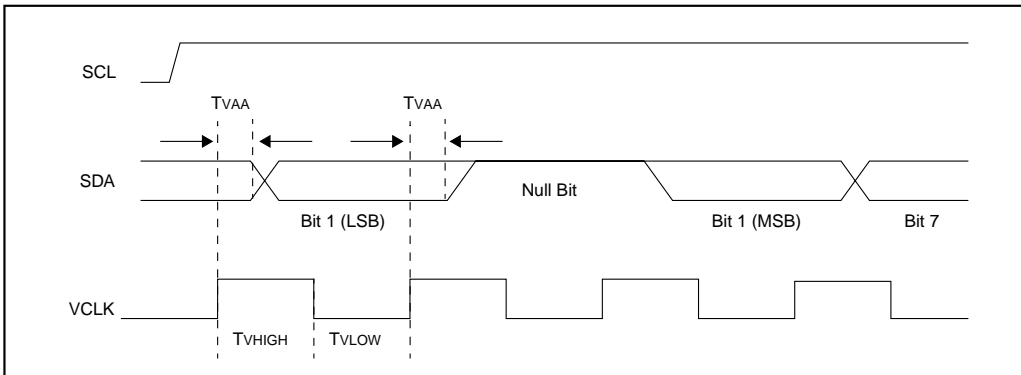 SCL
TVAA TVAA
SDA
Null Bit
Bit 1 (LSB) Bit 1 (MSB) Bit 7
VCLK
TVHIGH TVLOW